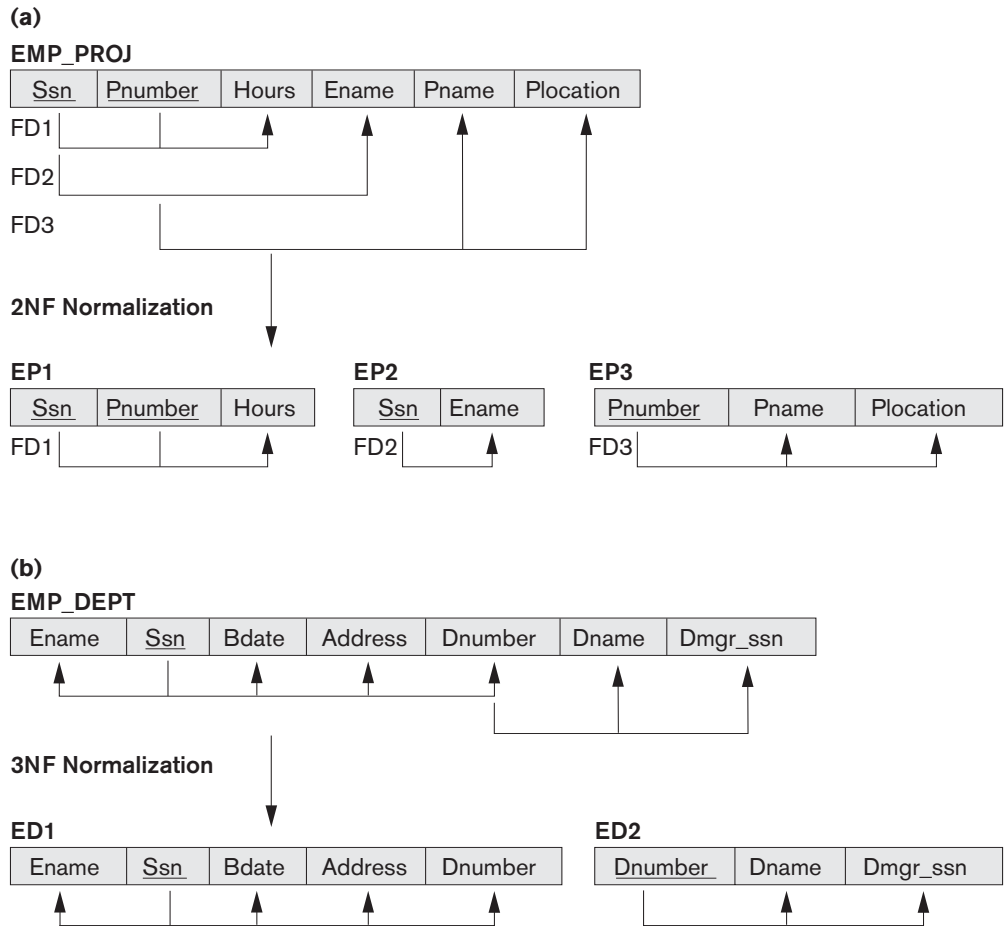 (a)
EMP_PROJ
Ssn Pnumber Hours Ename Pname Plocation
FD1
FD2
FD3
2NF Normalization
EP1 EP2 EP3
Ssn Pnumber Hours Ssn Ename Pnumber Pname Plocation
FD1 FD2 FD3
(b)
EMP_DEPT
Ename Ssn Bdate Address Dnumber Dname Dmgr_ssn
3NF Normalization
ED1 ED2
Ename Ssn Bdate Address Dnumber Dnumber Dname Dmgr_ssn